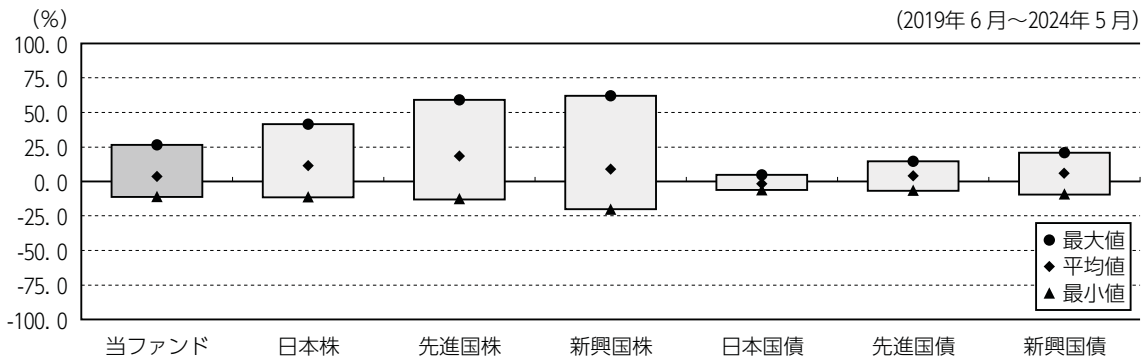 (%)
(2019年6月～2024年5月)
100.0
75.0
50.0
25.0
0.0
-25.0
-50.0
-75.0
-100.0
最大値
平均値
最小値
当ファンド 日本株 先進国株 新興国株 日本国債 先進国債 新興国債